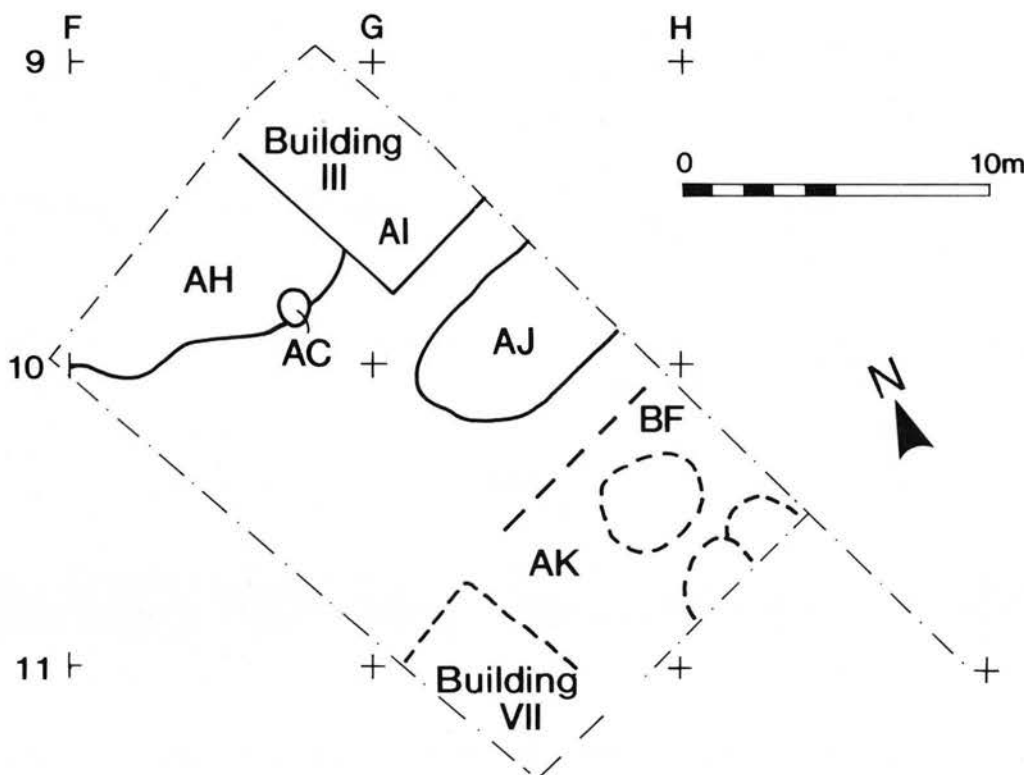 F G H
9
0 10m
Building
III
AI
AH
AC
AJ
10
N
BF
AK
11
Building
VII